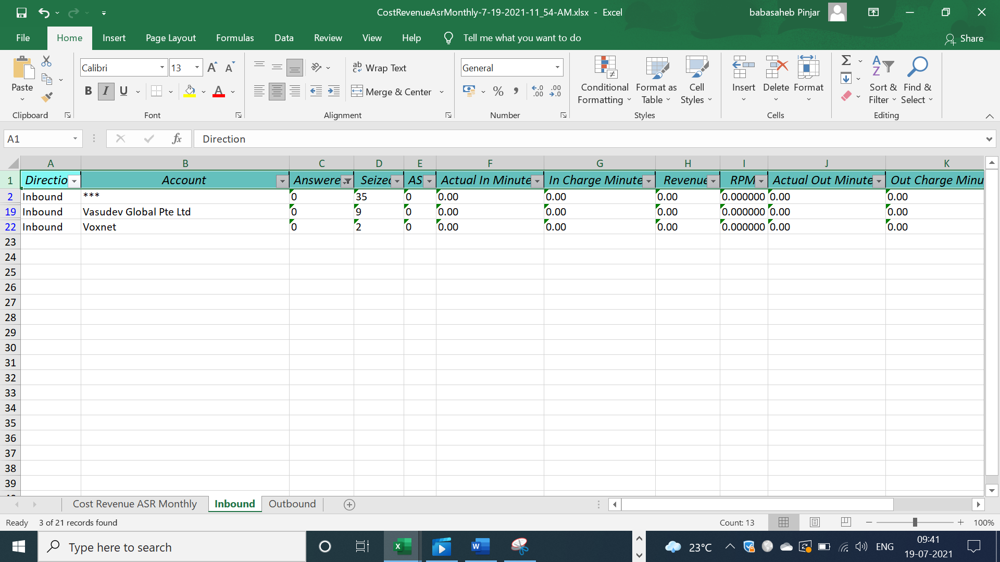 CostRevenueAsrMonthly-7-19-2021-11_54-AM.xlsx - Excel
babasaheb Pinjar
File Home Insert Page Layout Formulas Data Review View Help Tell me what you want to do Share
Paste
Calibri 13
B I U A
Wrap Text
Merge & Center
General
Conditional Formatting
Format as Table
Cell Styles
Insert Delete Format
Sort & Filter
Find & Select
Clipboard Font Alignment Number Styles Cells Editing
A1 fx Direction
A B C D E F G H I J K
1 Directio Account Answere Seized AS Actual In Minute In Charge Minute Revenue RPM Actual Out Minute Out Charge Minu
2 Inbound *** 0 35 0 0.00 0.00 0.00 0.000000 0.00 0.00
19 Inbound Vasudev Global Pte Ltd 0 9 0 0.00 0.00 0.00 0.000000 0.00 0.00
22 Inbound Voxnet 0 2 0 0.00 0.00 0.00 0.000000 0.00 0.00
23
24
25
26
27
28
29
30
31
32
33
34
35
36
37
38
39
Cost Revenue ASR Monthly Inbound Outbound
Ready 3 of 21 records found Count: 13 100%
Type here to search
23°C ENG
09:41
19-07-2021